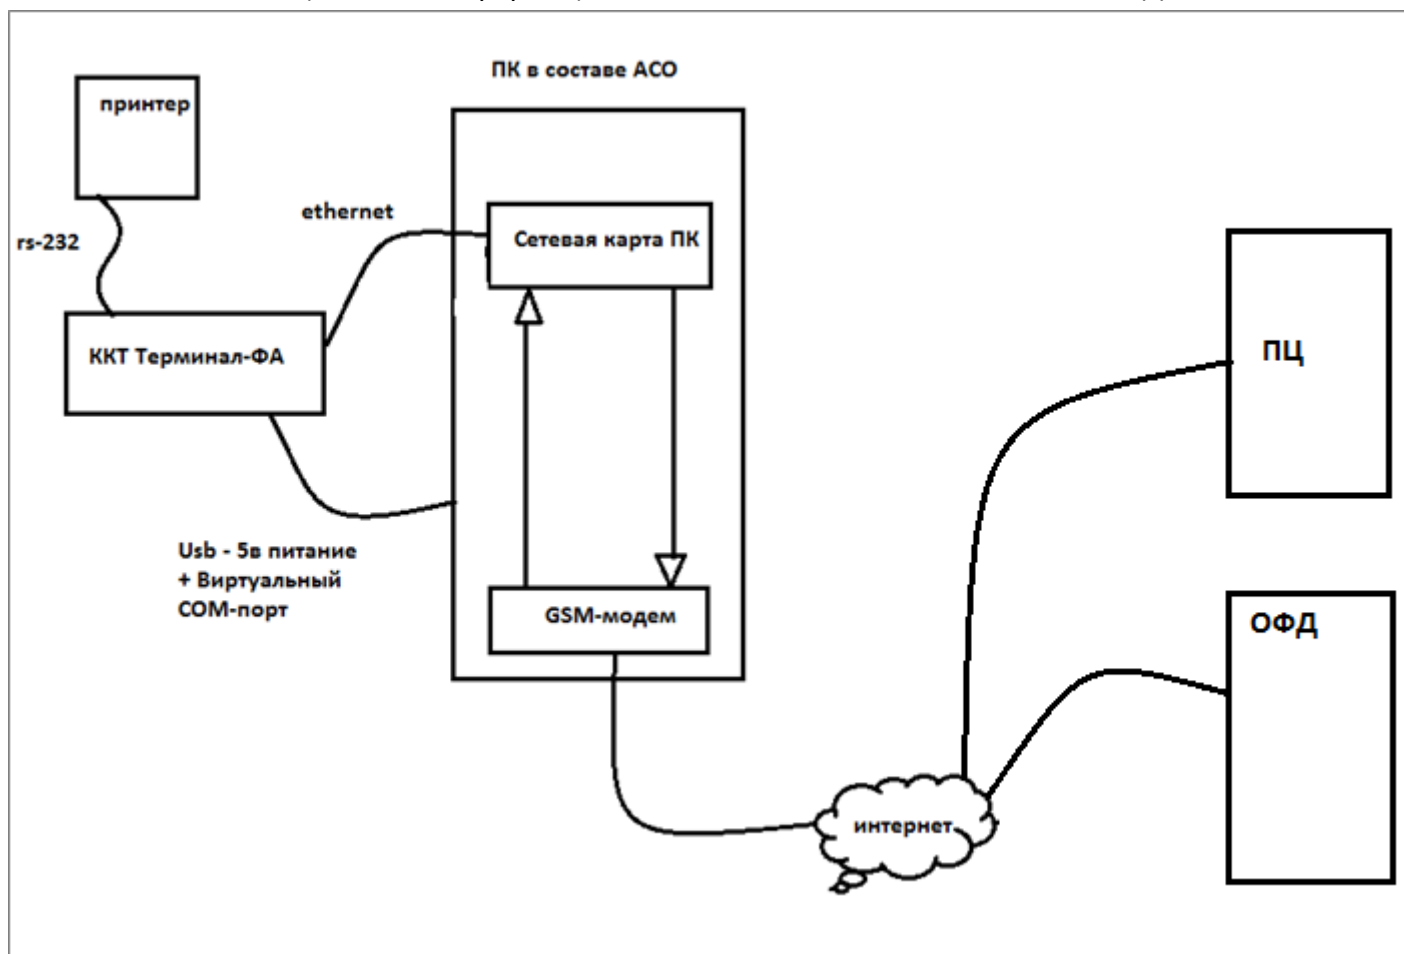 ПК в составе АСО
принтер
ethernet
rs-232
Сетевая карта ПК
ККТ Терминал-ФА
ПЦ
Usb - 5в питание
+ Виртуальный
COM-порт
GSM-модем
ОФД
интернет